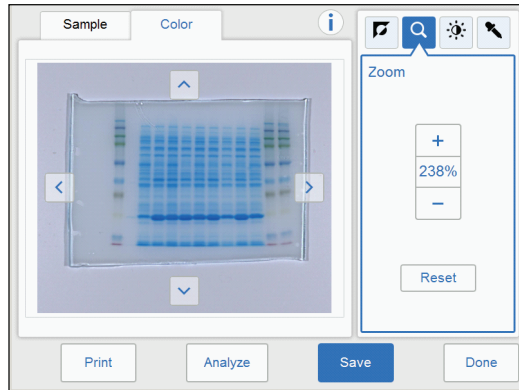 Sample
Color
i
Zoom
+
238%
−
Reset
Print
Analyze
Save
Done